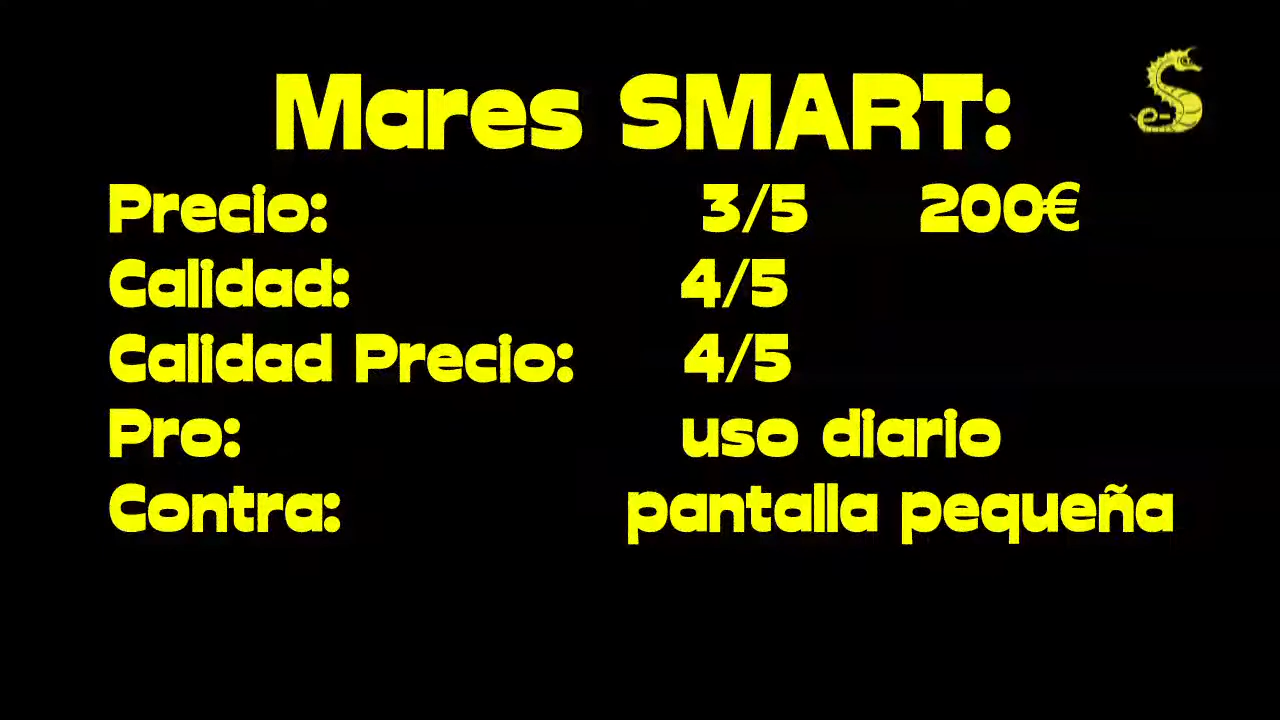 Mares SMART:
Precio: 3/5 200€
Calidad: 4/5
Calidad Precio: 4/5
Pro: uso diario
Contra: pantalla pequeña
e-S